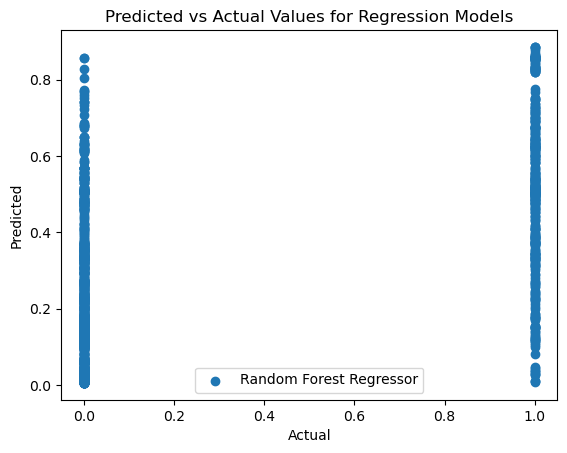 Predicted vs Actual Values for Regression Models
Predicted
0.8
0.6
0.4
0.2
0.0
Random Forest Regressor
0.0 0.2 0.4 0.6 0.8 1.0
Actual